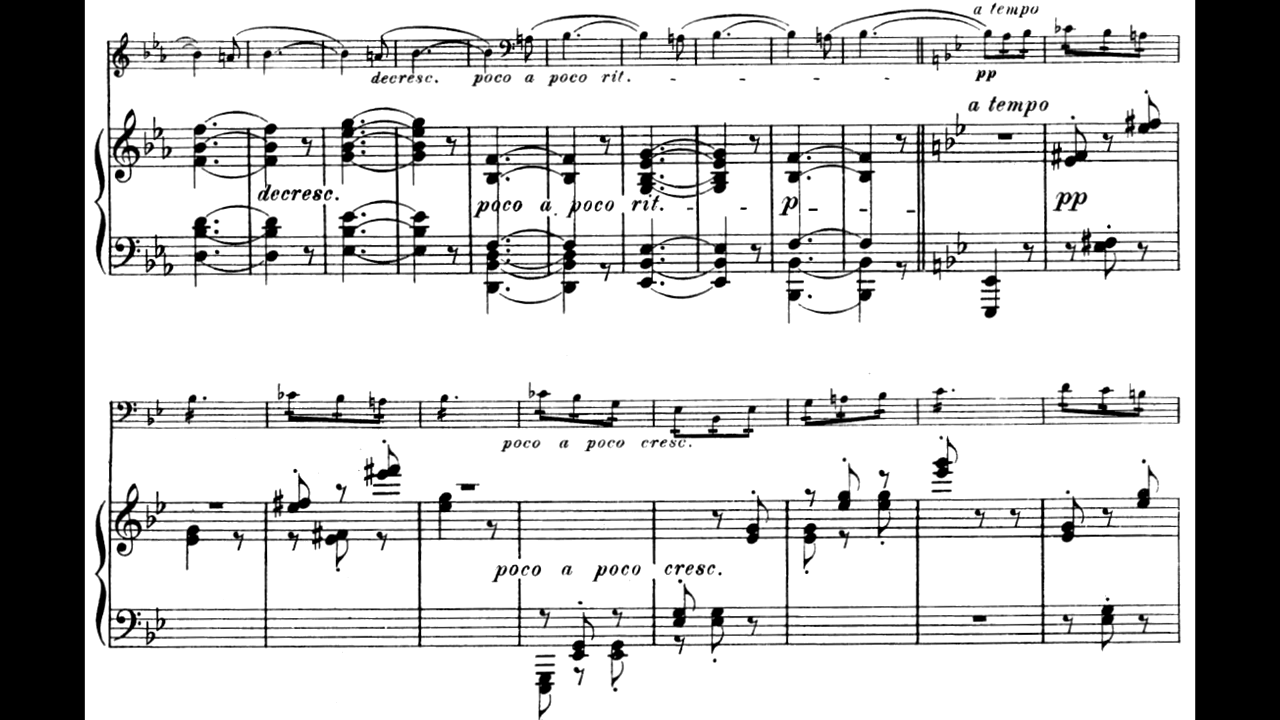 a tempo
decresc. poco a poco rit. - - - -
pp
a tempo
decresc. poco a poco rit. - - p - - -
pp
poco a poco cresc.
poco a poco cresc.